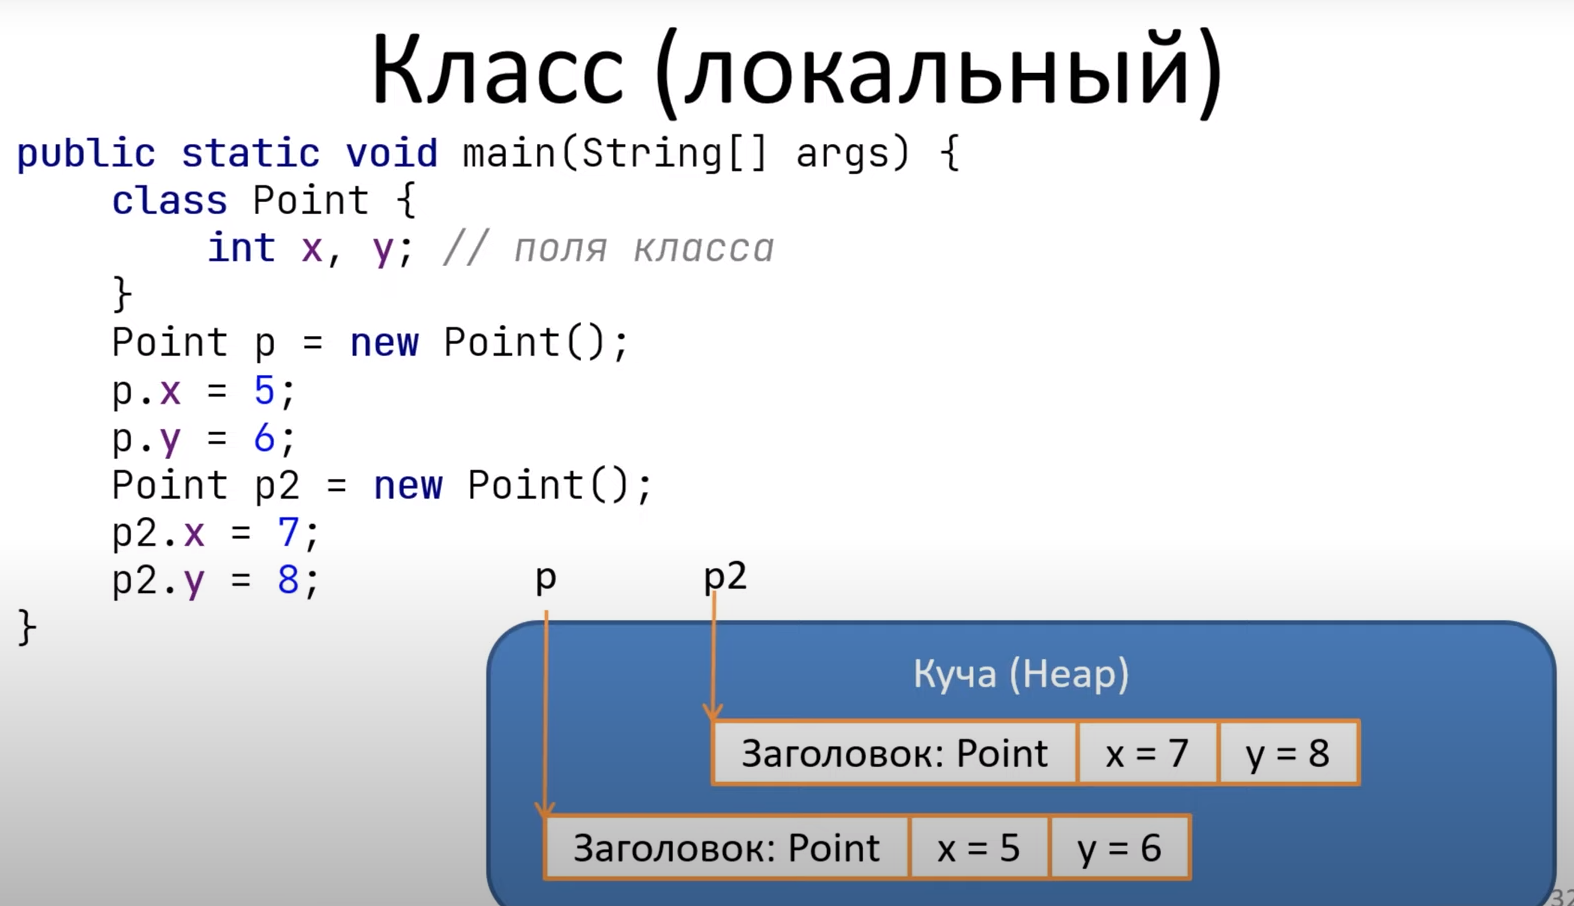 Класс (локальный)
public static void main(String[] args) {
class Point {
int x, y; // поля класса
}
Point p = new Point();
p.x = 5;
p.y = 6;
Point p2 = new Point();
p2.x = 7;
p2.y = 8;
}
p p2
Куча (Heap)
Заголовок: Point x = 7 y = 8
Заголовок: Point x = 5 y = 6
32